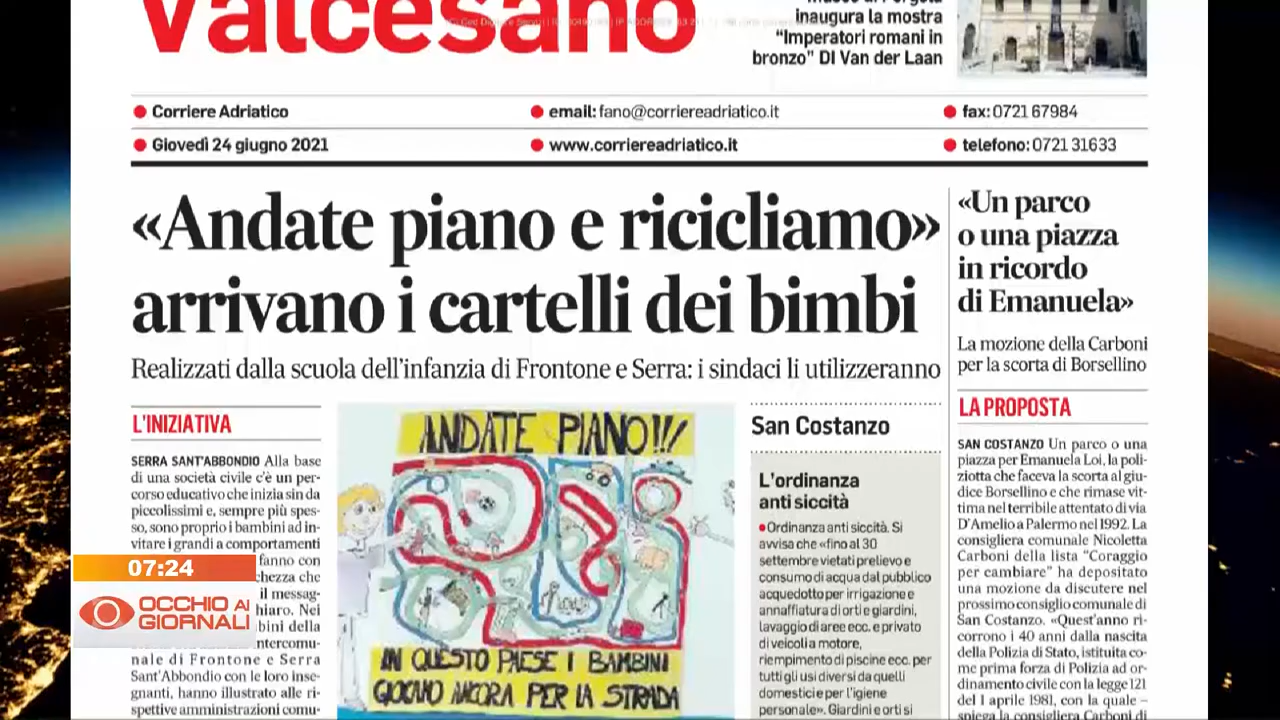 Valcesano
inaugura la mostra
“Imperatori romani in
bronzo” DI Van der Laan
Corriere Adriatico
email: fano@corriereadriatico.it
fax: 0721 67984
Giovedì 24 giugno 2021
www.corriereadriatico.it
telefono: 0721 31633
«Andate piano e ricicliamo»
arrivano i cartelli dei bimbi
Realizzati dalla scuola dell’infanzia di Frontone e Serra: i sindaci li utilizzeranno
L'INIZIATIVA
SERRA SANT'ABBONDIO Alla base
di una società civile c'è un per-
corso educativo che inizia sin da
piccolissimi e, sempre più spes-
so, sono proprio i bambini ad in-
vitare i grandi a comportamenti
fanno con
chezza che
il messag-
hiaro. Nei
bini della
ntercomu-
nale di Frontone e Serra
Sant'Abbondio con le loro inse-
gnanti, hanno illustrato alle ri-
spettive amministrazioni comu-
ANDATE PIANO!!!
IN QUESTO PAESE I BAMBINI
GIOCANO ANCORA PER LA STRADA
San Costanzo
L'ordinanza
anti siccità
Ordinanza anti siccità. Si
avvisa che «fino al 30
settembre vietati prelievo e
consumo di acqua dal pubblico
acquedotto per irrigazione e
annaffiatura di orti e giardini,
lavaggio di aree ecc. e privato
di veicoli a motore,
riempimento di piscine ecc. per
tutti gli usi diversi da quelli
domestici e per l'igiene
personale». Giardini e orti si
«Un parco
o una piazza
in ricordo
di Emanuela»
La mozione della Carboni
per la scorta di Borsellino
LA PROPOSTA
SAN COSTANZO Un parco o una
piazza per Emanuela Loi, la poli-
ziotta che faceva la scorta al giu-
dice Borsellino e che rimase vit-
tima nel terribile attentato di via
D'Amelio a Palermo nel 1992. La
consigliera comunale Nicoletta
Carboni della lista “Coraggio
per cambiare” ha depositato
una mozione da discutere nel
prossimo consiglio comunale di
San Costanzo. «Quest'anno ri-
corrono i 40 anni dalla nascita
della Polizia di Stato, istituita co-
me prima forza di Polizia ad or-
dinamento civile con la legge 121
del 1 aprile 1981, con la quale –
spiega la consigliera Carboni di
07:24
OCCHIO AI
GIORNALI